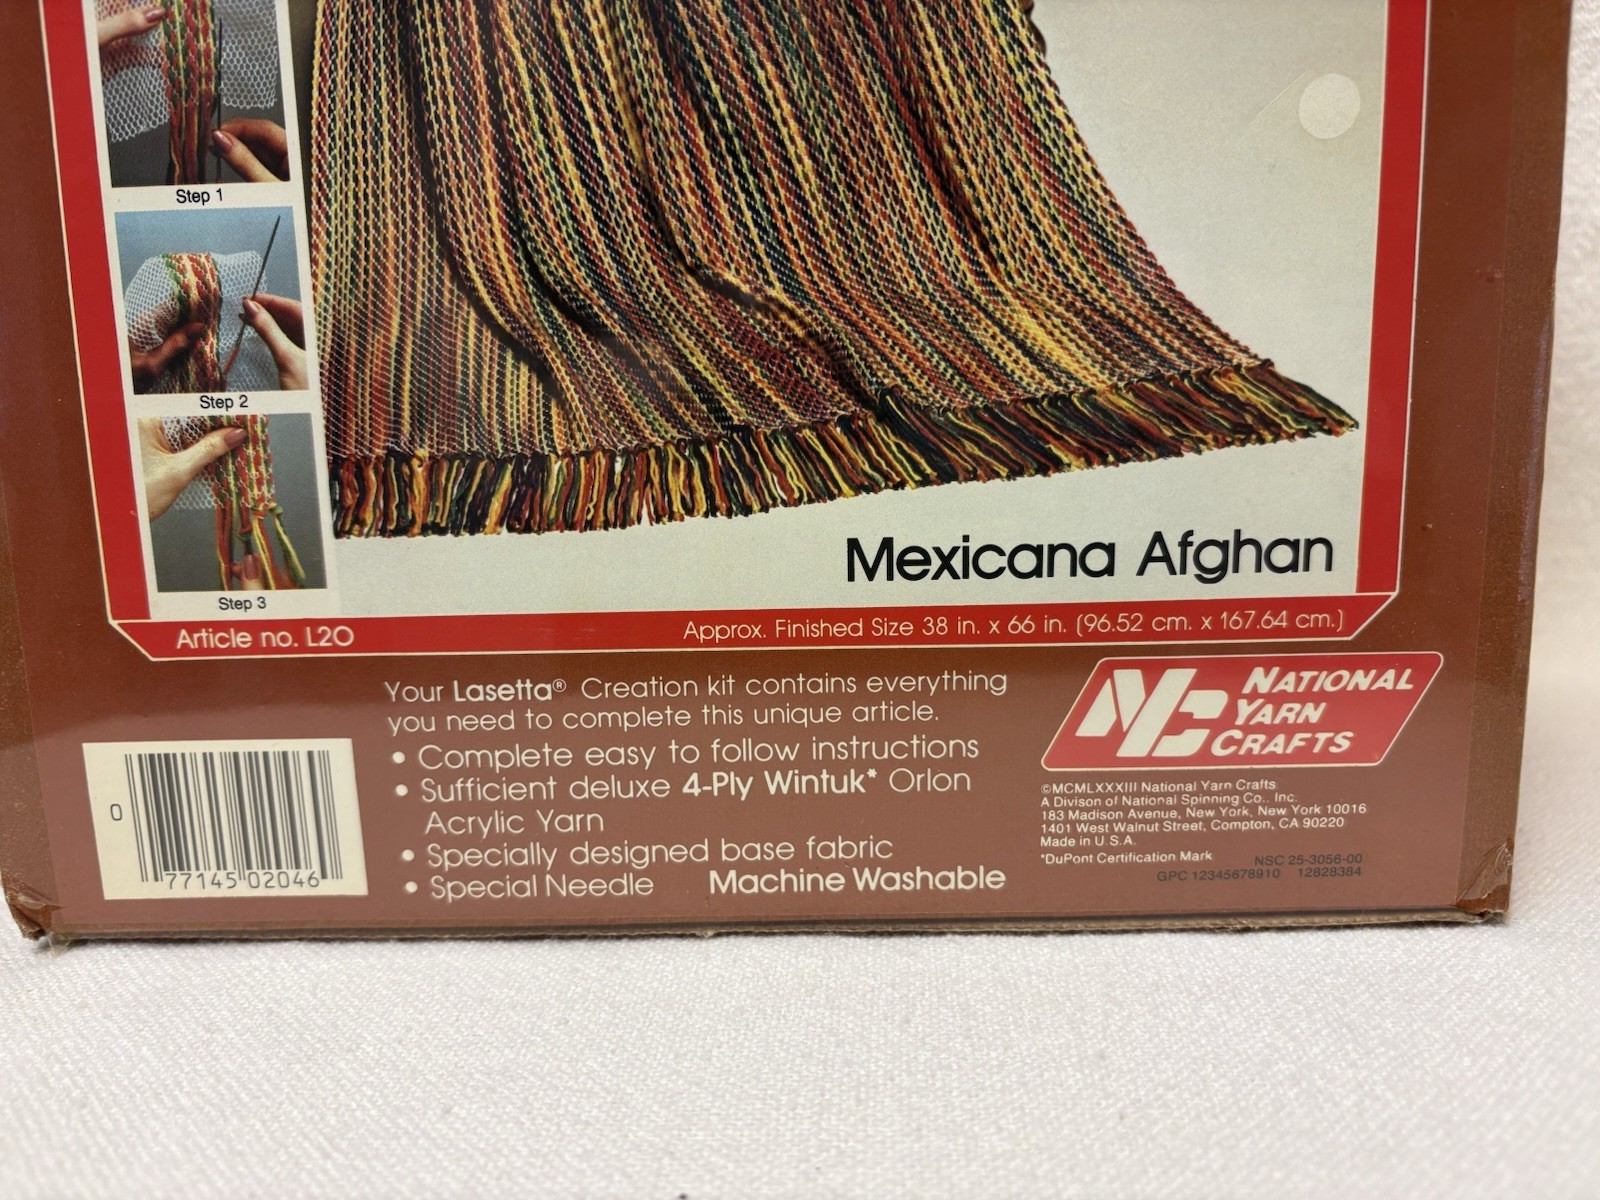 Step 1
Step 2
Step 3
Mexicana Afghan
Article no. L20
Approx. Finished Size 38 in. x 66 in. (96.52 cm. x 167.64 cm.)
Your Lasetta® Creation kit contains everything
you need to complete this unique article.
• Complete easy to follow instructions
• Sufficient deluxe 4-Ply Wintuk* Orlon
Acrylic Yarn
• Specially designed base fabric
• Special Needle Machine Washable
0
77145 02046
NYC NATIONAL
YARN
CRAFTS
©MCMLXXXIII National Yarn Crafts
A Divison of National Spinning Co., Inc.
183 Madison Avenue, New York, New York 10016
1401 West Walnut Street, Compton, CA 90220
Made in U.S.A.
*DuPont Certification Mark
NSC 25-3056-00
GPC 12345678910 12828384